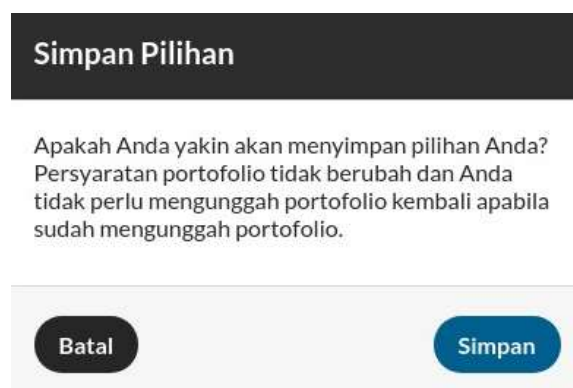 Simpan Pilihan
Apakah Anda yakin akan menyimpan pilihan Anda?
Persyaratan portofolio tidak berubah dan Anda
tidak perlu mengunggah portofolio kembali apabila
sudah mengunggah portofolio.
Batal
Simpan